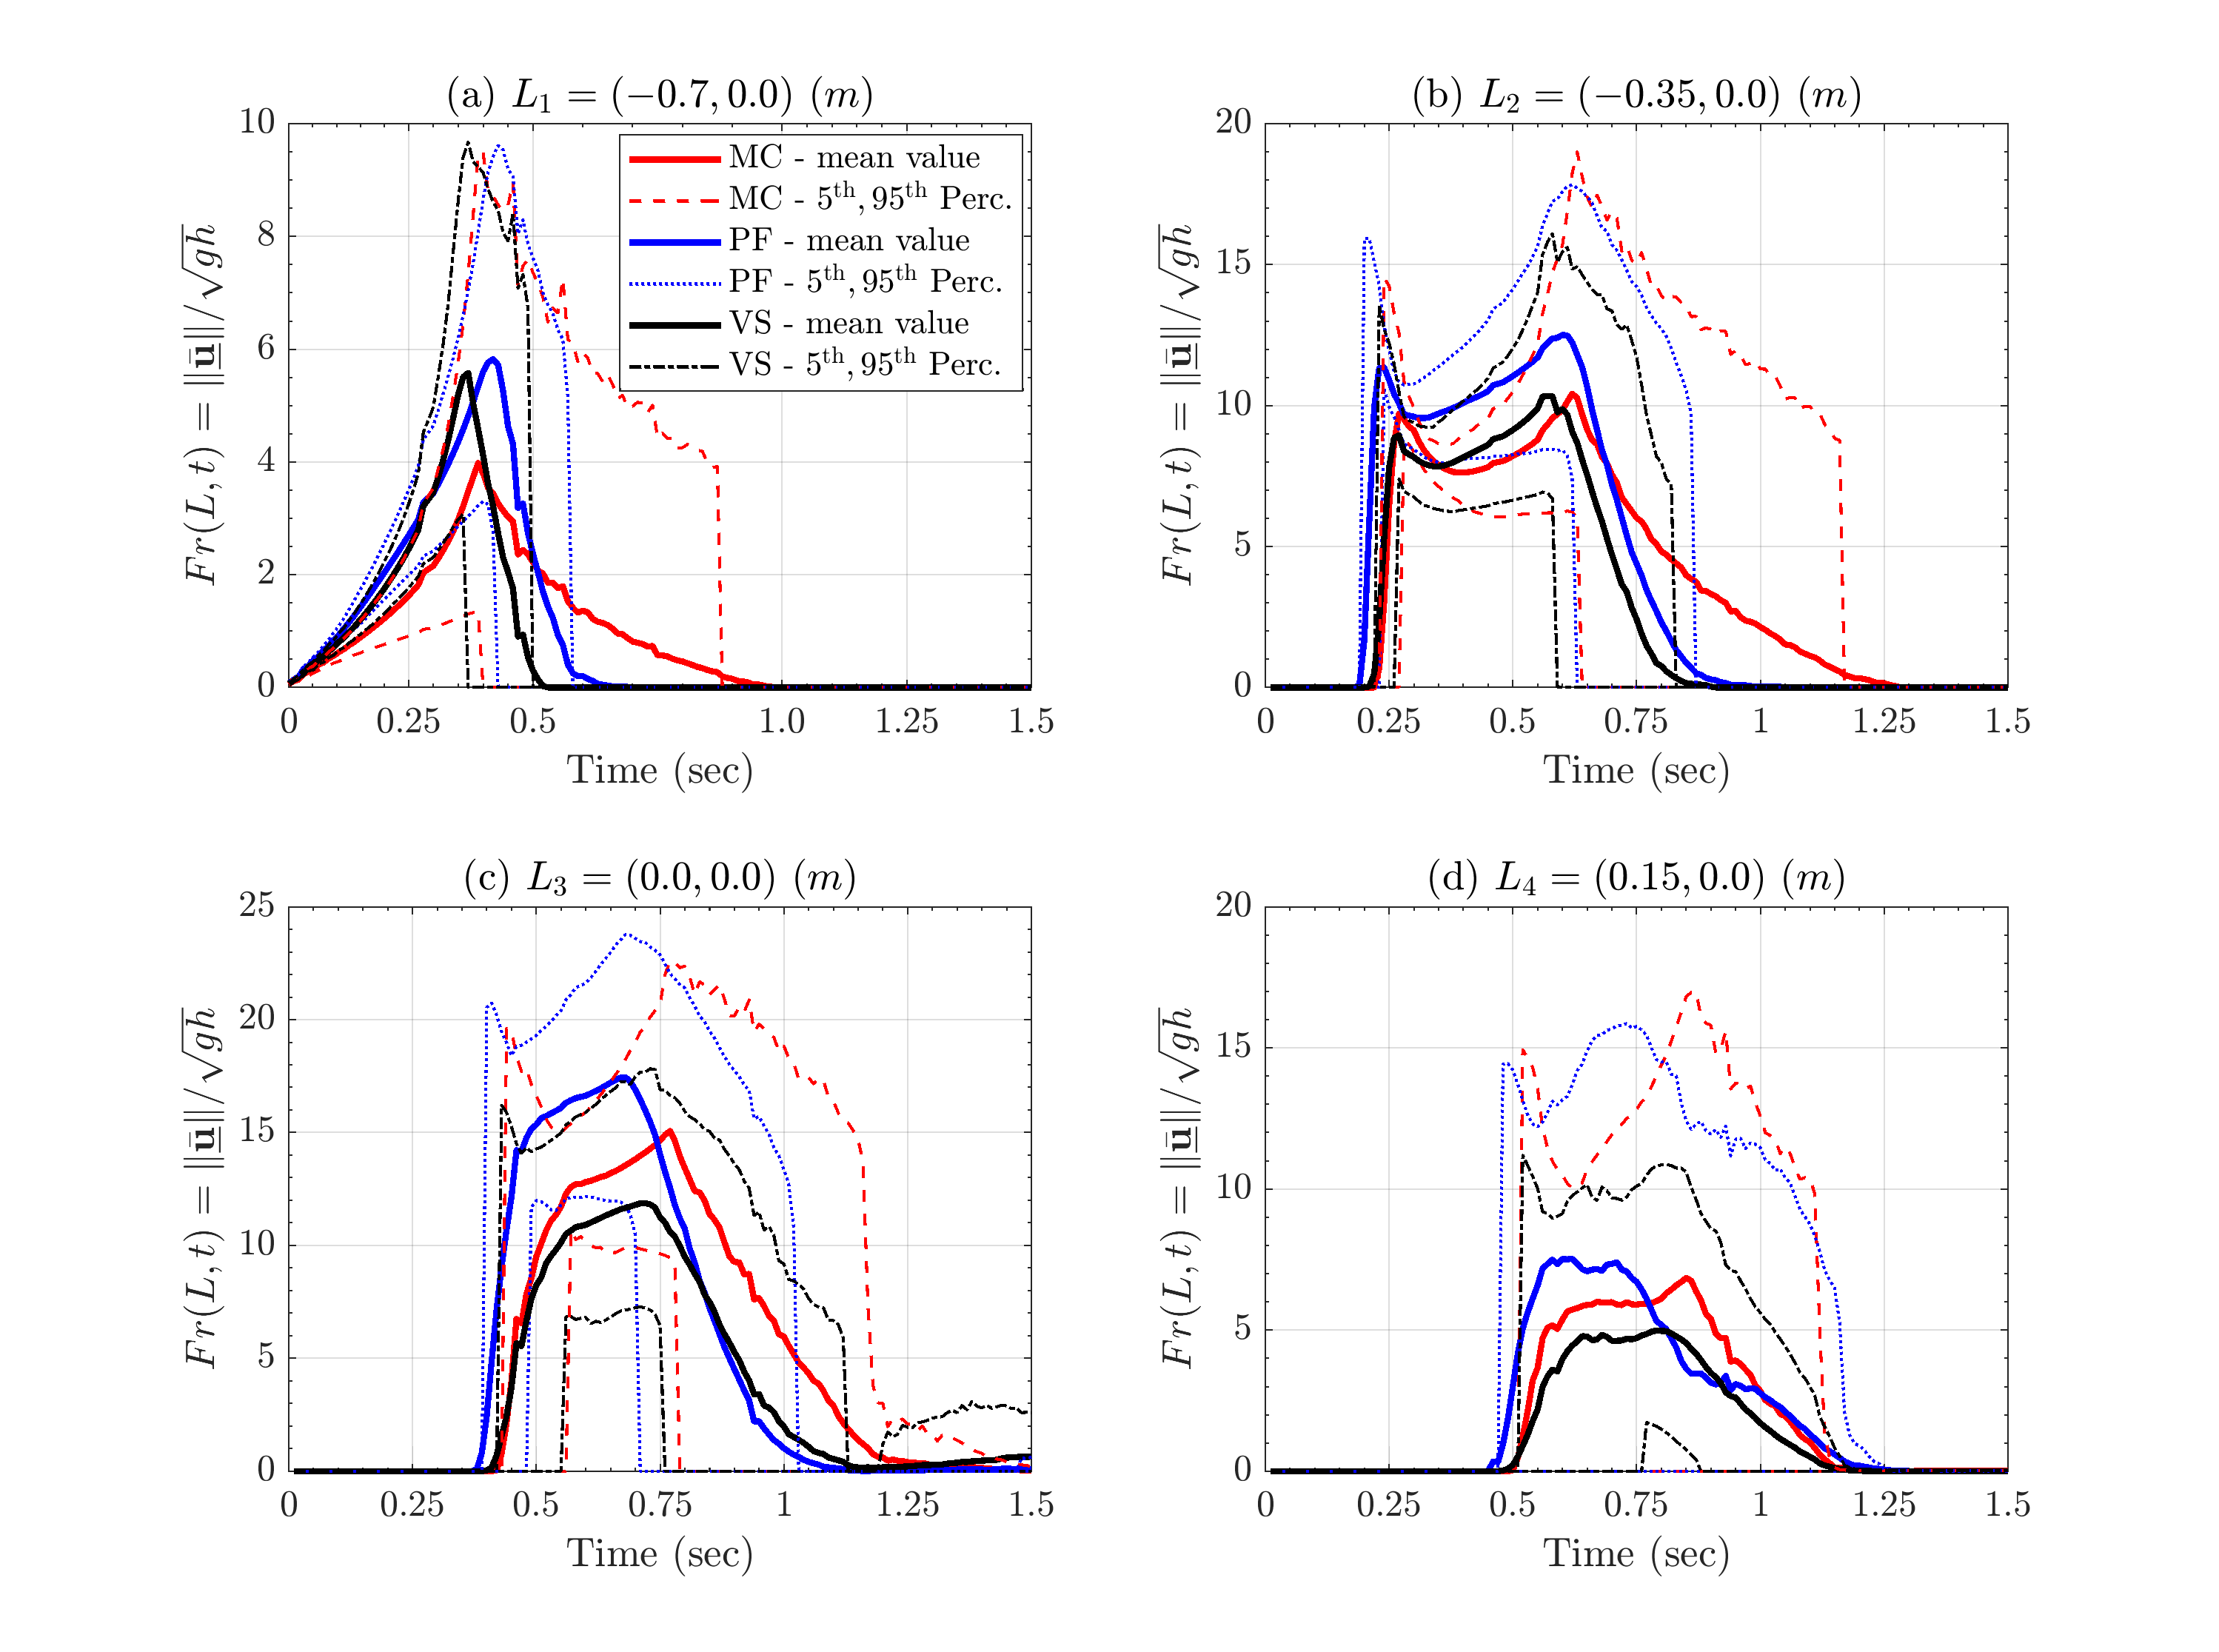 (a) L₁ = (−0.7, 0.0) (m)
Fr(L, t) = ||ū||/√gh
10
8
6
4
2
0
MC - mean value
MC - 5th, 95th Perc.
PF - mean value
PF - 5th, 95th Perc.
VS - mean value
VS - 5th, 95th Perc.
0 0.25 0.5 1.0 1.25 1.5
Time (sec)
(b) L₂ = (−0.35, 0.0) (m)
Fr(L, t) = ||ū||/√gh
20
15
10
5
0
0 0.25 0.5 0.75 1 1.25 1.5
Time (sec)
(c) L₃ = (0.0, 0.0) (m)
Fr(L, t) = ||ū||/√gh
25
20
15
10
5
0
0 0.25 0.5 0.75 1 1.25 1.5
Time (sec)
(d) L₄ = (0.15, 0.0) (m)
Fr(L, t) = ||ū||/√gh
20
15
10
5
0
0 0.25 0.5 0.75 1 1.25 1.5
Time (sec)